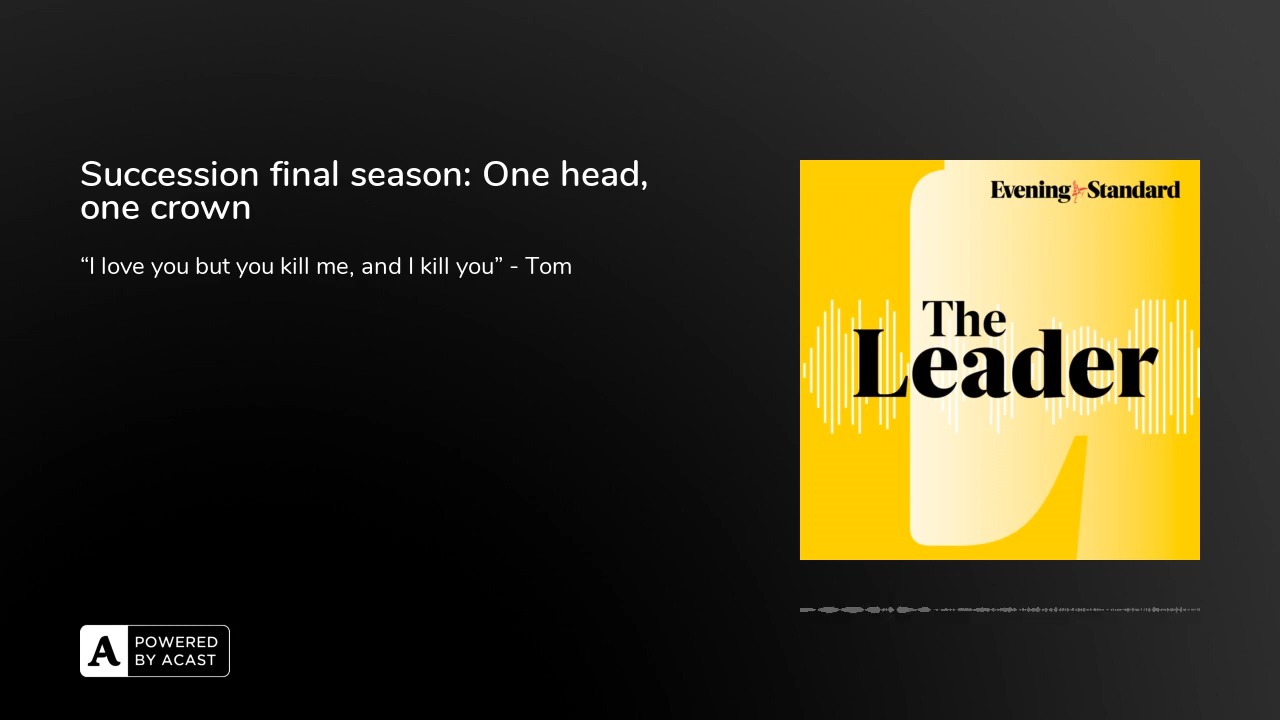 Succession final season: One head,
one crown
“I love you but you kill me, and I kill you” - Tom
Evening Standard
The
Leader
A POWERED
BY ACAST